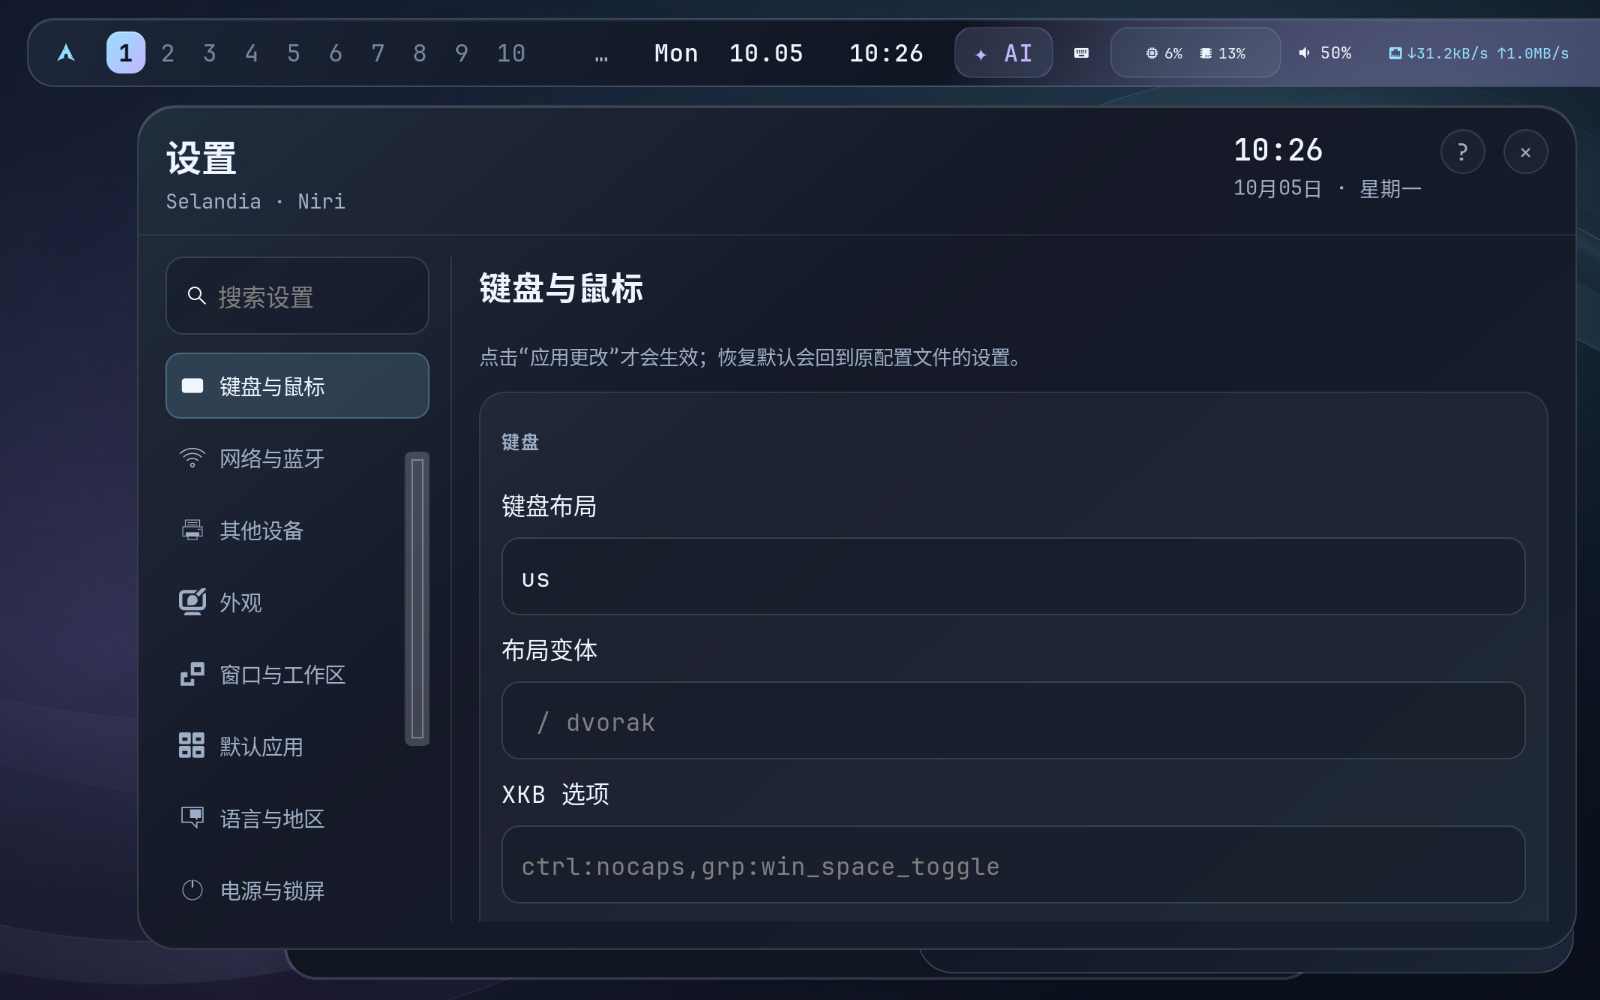 1 2 3 4 5 6 7 8 9 10 … Mon 10.05 10:26 ✦ AI 6% 13% 50% ↓31.2kB/s ↑1.0MB/s
设置
Selandia · Niri
10:26
10月05日 · 星期一
?
×
搜索设置
键盘与鼠标
网络与蓝牙
其他设备
外观
窗口与工作区
默认应用
语言与地区
电源与锁屏
键盘与鼠标
点击“应用更改”才会生效；恢复默认会回到原配置文件的设置。
键盘
键盘布局
us
布局变体
/ dvorak
XKB 选项
ctrl:nocaps,grp:win_space_toggle